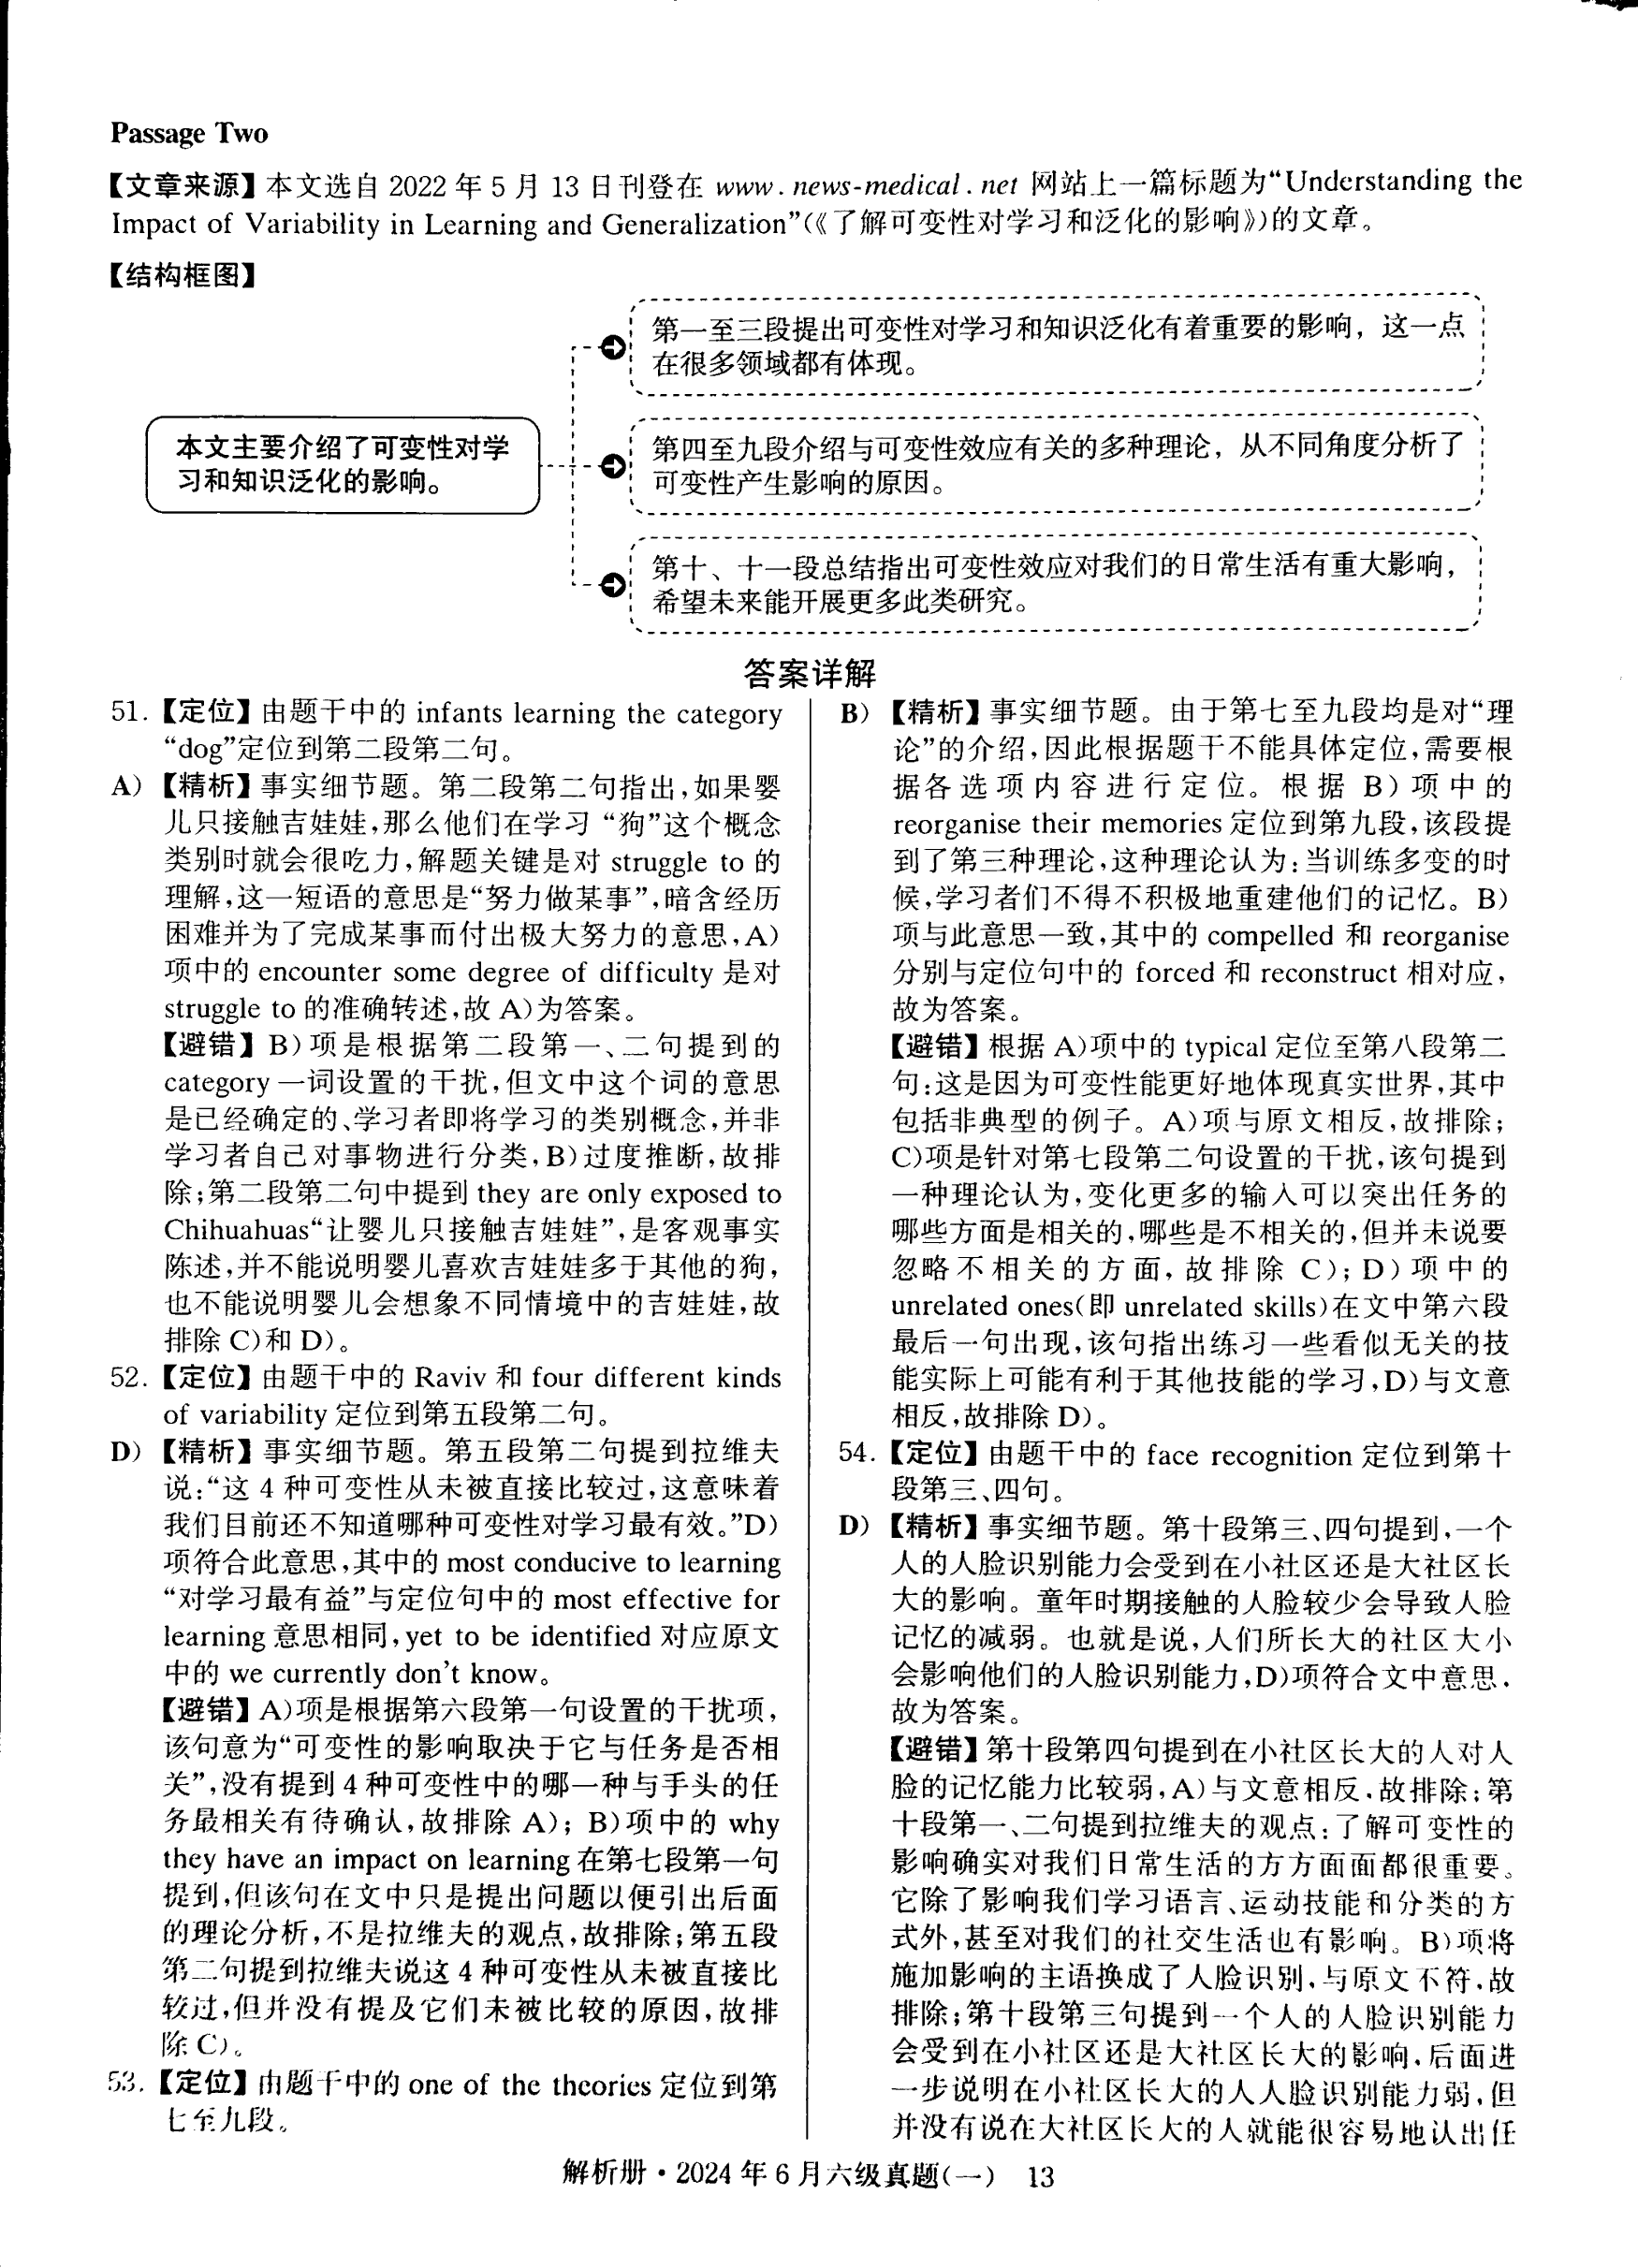 Passage Two
【文章来源】本文选自 2022 年 5 月 13 日刊登在 www.news-medical.net 网站上一篇标题为“Understanding the
Impact of Variability in Learning and Generalization”(《了解可变性对学习和泛化的影响》)的文章。
【结构框图】
本文主要介绍了可变性对学
习和知识泛化的影响。
第一至三段提出可变性对学习和知识泛化有着重要的影响，这一点
在很多领域都有体现。
第四至九段介绍与可变性效应有关的多种理论，从不同角度分析了
可变性产生影响的原因。
第十、十一段总结指出可变性效应对我们的日常生活有重大影响，
希望未来能开展更多此类研究。
答案详解
51.【定位】由题干中的 infants learning the category
“dog”定位到第二段第二句。
A) 【精析】事实细节题。第二段第二句指出,如果婴
儿只接触吉娃娃,那么他们在学习 “狗”这个概念
类别时就会很吃力,解题关键是对 struggle to 的
理解,这一短语的意思是“努力做某事”,暗含经历
困难并为了完成某事而付出极大努力的意思,A)
项中的 encounter some degree of difficulty 是对
struggle to 的准确转述,故 A)为答案。
【避错】B)项是根据第二段第一、二句提到的
category 一词设置的干扰,但文中这个词的意思
是已经确定的、学习者即将学习的类别概念,并非
学习者自己对事物进行分类,B)过度推断,故排
除;第二段第二句中提到 they are only exposed to
Chihuahuas“让婴儿只接触吉娃娃”,是客观事实
陈述,并不能说明婴儿喜欢吉娃娃多于其他的狗,
也不能说明婴儿会想象不同情境中的吉娃娃,故
排除 C)和 D)。
52.【定位】由题干中的 Raviv 和 four different kinds
of variability 定位到第五段第二句。
D) 【精析】事实细节题。第五段第二句提到拉维夫
说:“这 4 种可变性从未被直接比较过,这意味着
我们目前还不知道哪种可变性对学习最有效。”D)
项符合此意思,其中的 most conducive to learning
“对学习最有益”与定位句中的 most effective for
learning 意思相同,yet to be identified 对应原文
中的 we currently don't know。
【避错】A)项是根据第六段第一句设置的干扰项,
该句意为“可变性的影响取决于它与任务是否相
关”,没有提到 4 种可变性中的哪一种与手头的任
务最相关有待确认,故排除 A); B)项中的 why
they have an impact on learning 在第七段第一句
提到,但该句在文中只是提出问题以便引出后面
的理论分析,不是拉维夫的观点,故排除;第五段
第二句提到拉维夫说这 4 种可变性从未被直接比
较过,但并没有提及它们未被比较的原因,故排
除 C)。
53.【定位】由题干中的 one of the theories 定位到第
七至九段。
B) 【精析】事实细节题。由于第七至九段均是对“理
论”的介绍,因此根据题干不能具体定位,需要根
据各选项内容进行定位。根据 B)项中的
reorganise their memories 定位到第九段,该段提
到了第三种理论,这种理论认为:当训练多变的时
候,学习者们不得不积极地重建他们的记忆。B)
项与此意思一致,其中的 compelled 和 reorganise
分别与定位句中的 forced 和 reconstruct 相对应,
故为答案。
【避错】根据 A)项中的 typical 定位至第八段第二
句:这是因为可变性能更好地体现真实世界,其中
包括非典型的例子。A)项与原文相反,故排除;
C)项是针对第七段第二句设置的干扰,该句提到
一种理论认为,变化更多的输入可以突出任务的
哪些方面是相关的,哪些是不相关的,但并未说要
忽略不相关的方面,故排除 C); D)项中的
unrelated ones(即 unrelated skills)在文中第六段
最后一句出现,该句指出练习一些看似无关的技
能实际上可能有利于其他技能的学习,D)与文意
相反,故排除 D)。
54.【定位】由题干中的 face recognition 定位到第十
段第三、四句。
D) 【精析】事实细节题。第十段第三、四句提到,一个
人的人脸识别能力会受到在小社区还是大社区长
大的影响。童年时期接触的人脸较少会导致人脸
记忆的减弱。也就是说,人们所长大的社区大小
会影响他们的人脸识别能力,D)项符合文中意思,
故为答案。
【避错】第十段第四句提到在小社区长大的人对人
脸的记忆能力比较弱,A)与文意相反,故排除;第
十段第一、二句提到拉维夫的观点:了解可变性的
影响确实对我们日常生活的方方面面都很重要。
它除了影响我们学习语言、运动技能和分类的方
式外,甚至对我们的社交生活也有影响。B)项将
施加影响的主语换成了人脸识别,与原文不符,故
排除;第十段第三句提到一个人的人脸识别能力
会受到在小社区还是大社区长大的影响,后面进
一步说明在小社区长大的人人脸识别能力弱,但
并没有说在大社区长大的人就能很容易地认出任
解析册·2024 年 6 月六级真题(一) 13